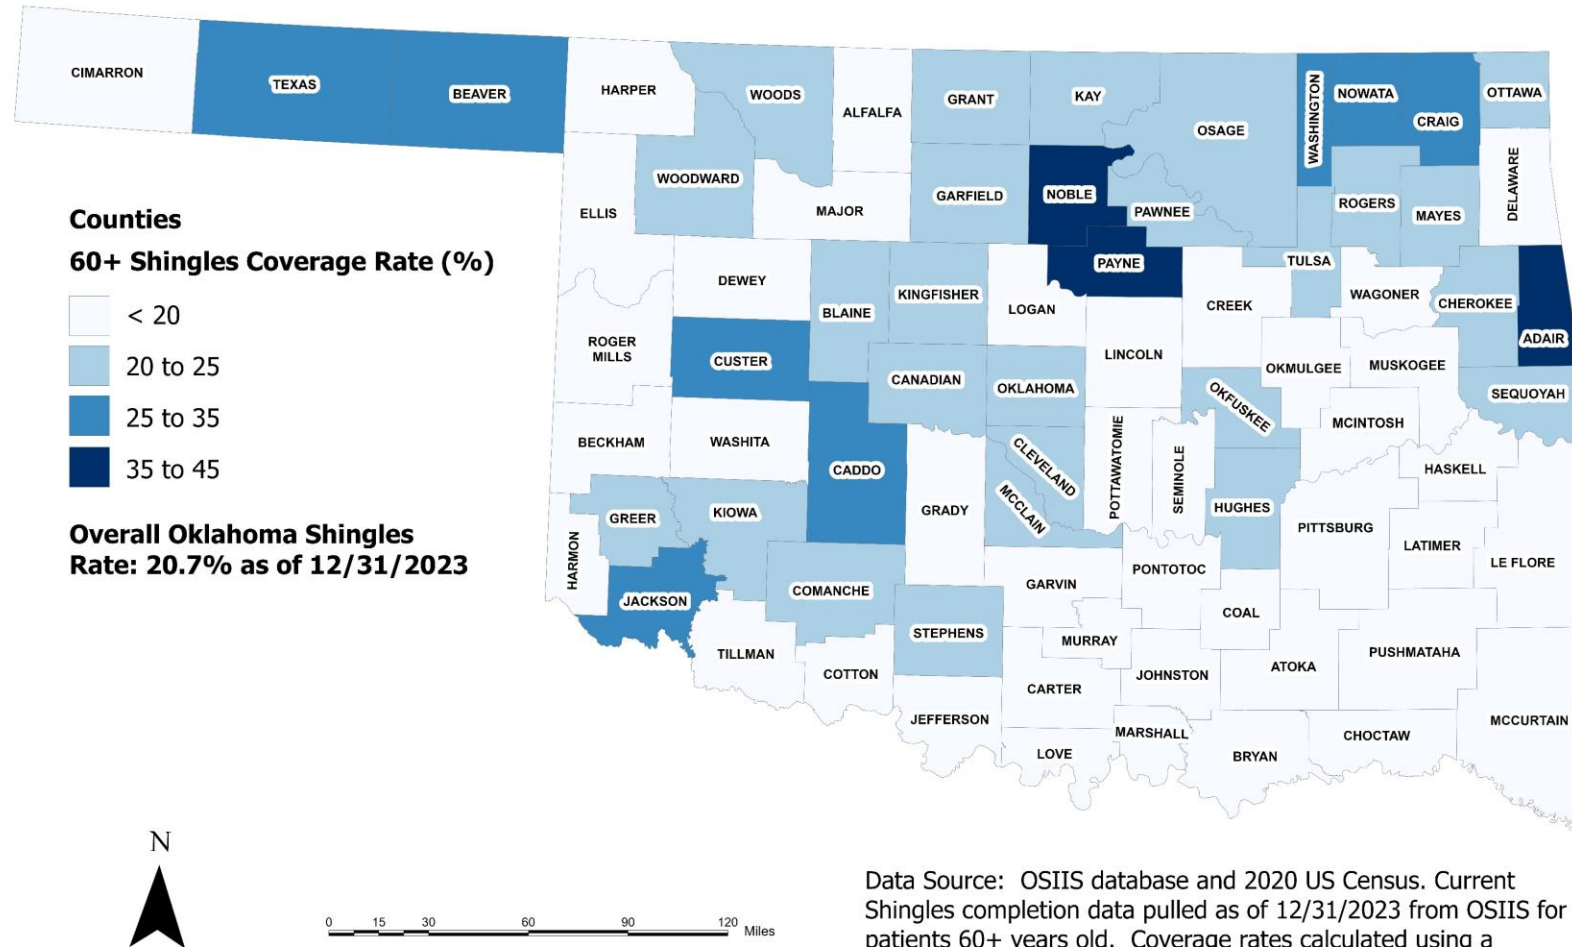 CIMARRON
TEXAS
BEAVER
HARPER
WOODS
ALFALFA
GRANT
KAY
OSAGE
WASHINGTON
NOWATA
CRAIG
OTTAWA
WOODWARD
ELLIS
MAJOR
GARFIELD
NOBLE
PAWNEE
ROGERS
MAYES
DELAWARE
Counties
60+ Shingles Coverage Rate (%)
< 20
20 to 25
25 to 35
35 to 45
Overall Oklahoma Shingles
Rate: 20.7% as of 12/31/2023
DEWEY
BLAINE
KINGFISHER
LOGAN
PAYNE
CREEK
TULSA
WAGONER
CHEROKEE
ADAIR
ROGER
MILLS
CUSTER
CANADIAN
OKLAHOMA
LINCOLN
OKMULGEE
MUSKOGEE
SEQUOYAH
OKFUSKEE
MCINTOSH
BECKHAM
WASHITA
CADDO
GRADY
CLEVELAND
MCCLAIN
POTTAWATOMIE
SEMINOLE
HUGHES
HASKELL
PITTSBURG
LATIMER
LE FLORE
GREER
KIOWA
HARMON
JACKSON
COMANCHE
STEPHENS
GARVIN
PONTOTOC
COAL
TILLMAN
COTTON
MURRAY
JOHNSTON
ATOKA
PUSHMATAHA
CARTER
JEFFERSON
LOVE
MARSHALL
BRYAN
CHOCTAW
MCCURTAIN
N
0 15 30 60 90 120
Miles
Data Source: OSIIS database and 2020 US Census. Current
Shingles completion data pulled as of 12/31/2023 from OSIIS for
patients 60+ years old. Coverage rates calculated using a